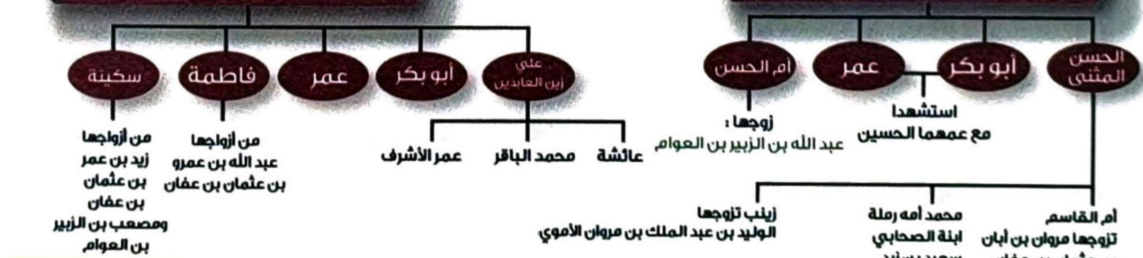 الحسن
المثنى
أبو بكر
عمر
أم الحسن
استشهدا
مع عمهما الحسين
زوجها :
عبد الله بن الزبير بن العوام
أم القاسم
تزوجها مروان بن أبان
محمد أمه رملة
ابنة الصحابي
زينب تزوجها
الوليد بن عبد الملك بن مروان الأموي
علي
زين العابدين
أبو بكر
عمر
فاطمة
سكينة
عائشة
محمد الباقر
عمر الأشرف
من أزواجها
عبد الله بن عمرو
بن عثمان بن عفان
من أزواجها
زيد بن عمر
بن عثمان
بن عفان
ومصعب بن الزبير
بن العوام